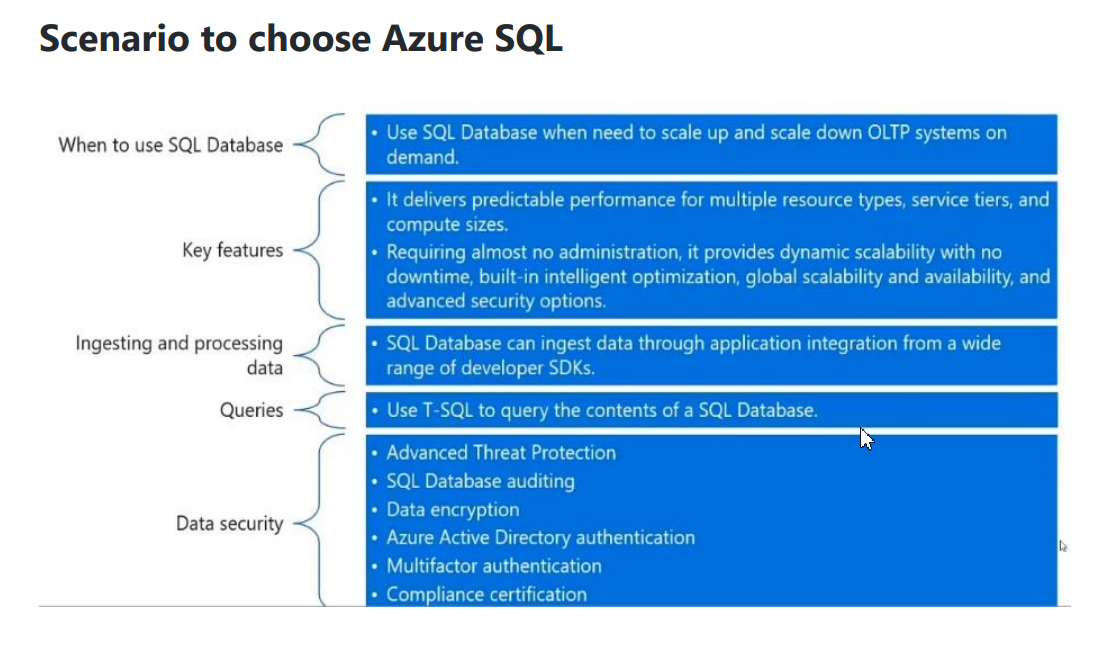 Scenario to choose Azure SQL
When to use SQL Database
• Use SQL Database when need to scale up and scale down OLTP systems on
demand.
Key features
• It delivers predictable performance for multiple resource types, service tiers, and
compute sizes.
• Requiring almost no administration, it provides dynamic scalability with no
downtime, built-in intelligent optimization, global scalability and availability, and
advanced security options.
Ingesting and processing
data
• SQL Database can ingest data through application integration from a wide
range of developer SDKs.
Queries
• Use T-SQL to query the contents of a SQL Database.
Data security
• Advanced Threat Protection
• SQL Database auditing
• Data encryption
• Azure Active Directory authentication
• Multifactor authentication
• Compliance certification